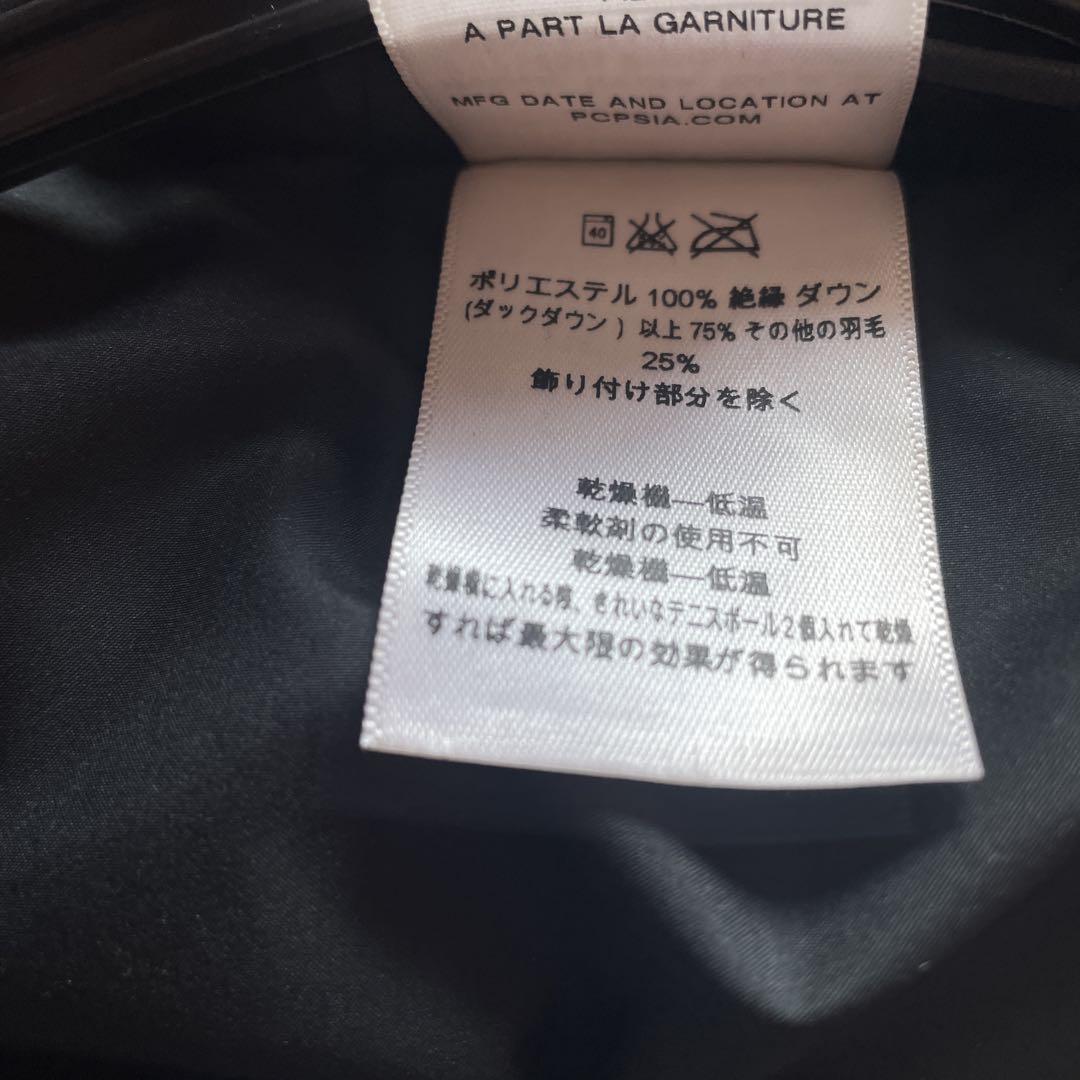 A PART LA GARNITURE
MFG DATE AND LOCATION AT
PCPSIA.COM
40
ポリエステル 100% 絶縁 ダウン
(ダックダウン ) 以上 75% その他の羽毛
25%
飾り付け部分を除く
乾燥機—低温
柔軟剤の使用不可
乾燥機—低温
乾燥機に入れる際、きれいなテニスボール2個入れて乾燥
すれば最大限の効果が得られます